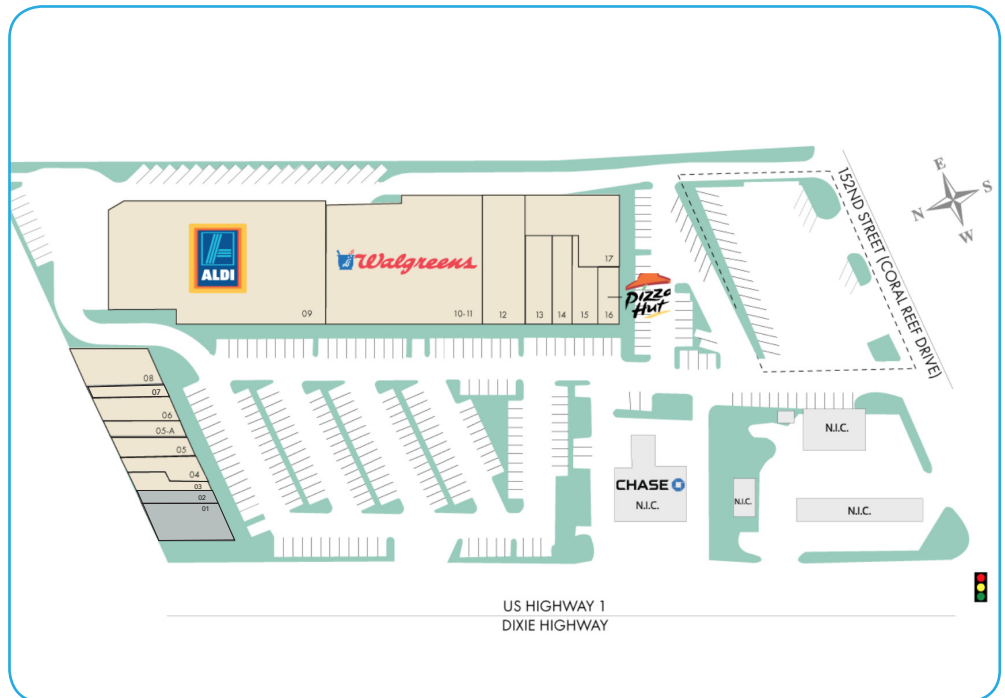 E
S
N
W
152ND STREET (CORAL REEF DRIVE)
ALDI
Walgreens
Pizza
Hut
17
09
10-11
12
13
14
15
16
08
07
06
05-A
05
04
03
02
01
CHASE
N.I.C.
N.I.C.
N.I.C.
N.I.C.
US HIGHWAY 1
DIXIE HIGHWAY